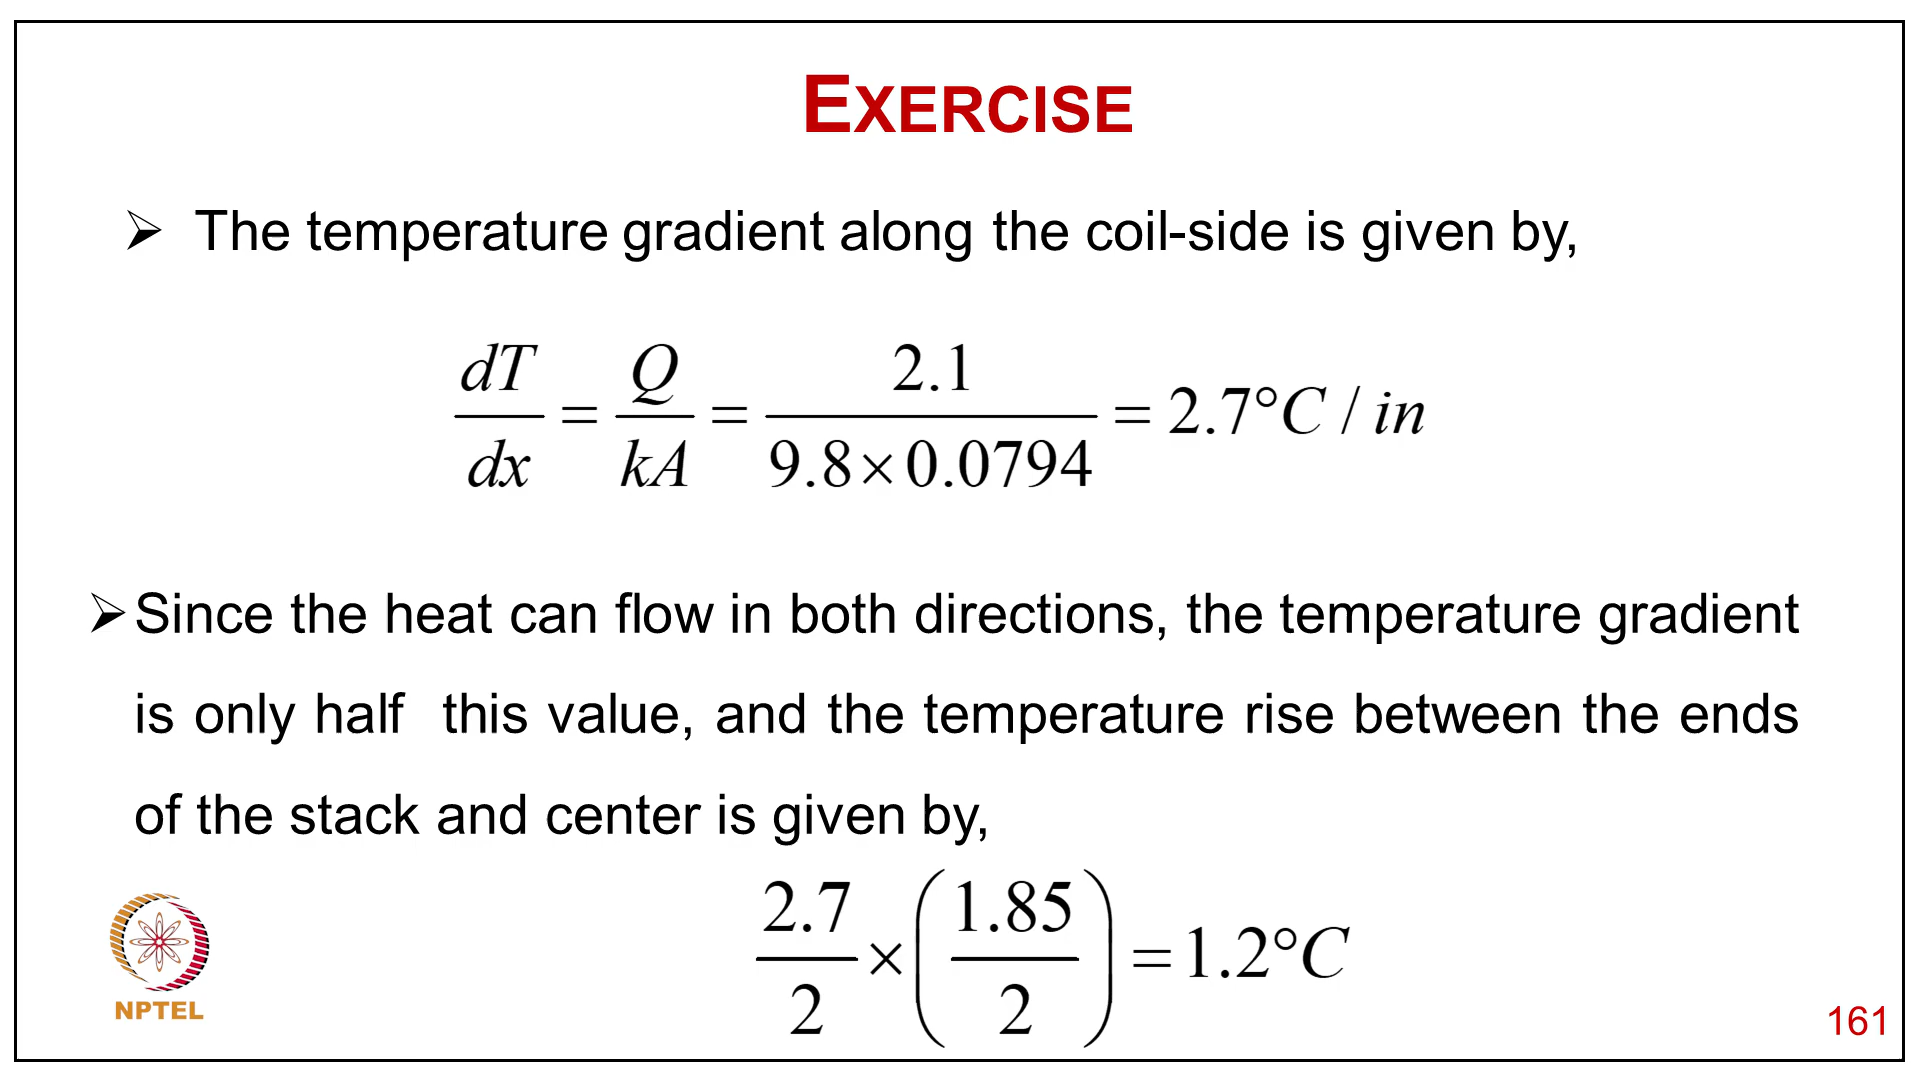 EXERCISE
➢ The temperature gradient along the coil-side is given by,
dT/dx = Q/kA = 2.1/(9.8×0.0794) = 2.7°C / in
➢Since the heat can flow in both directions, the temperature gradient
is only half this value, and the temperature rise between the ends
of the stack and center is given by,
2.7/2 × (1.85/2) = 1.2°C
NPTEL
161